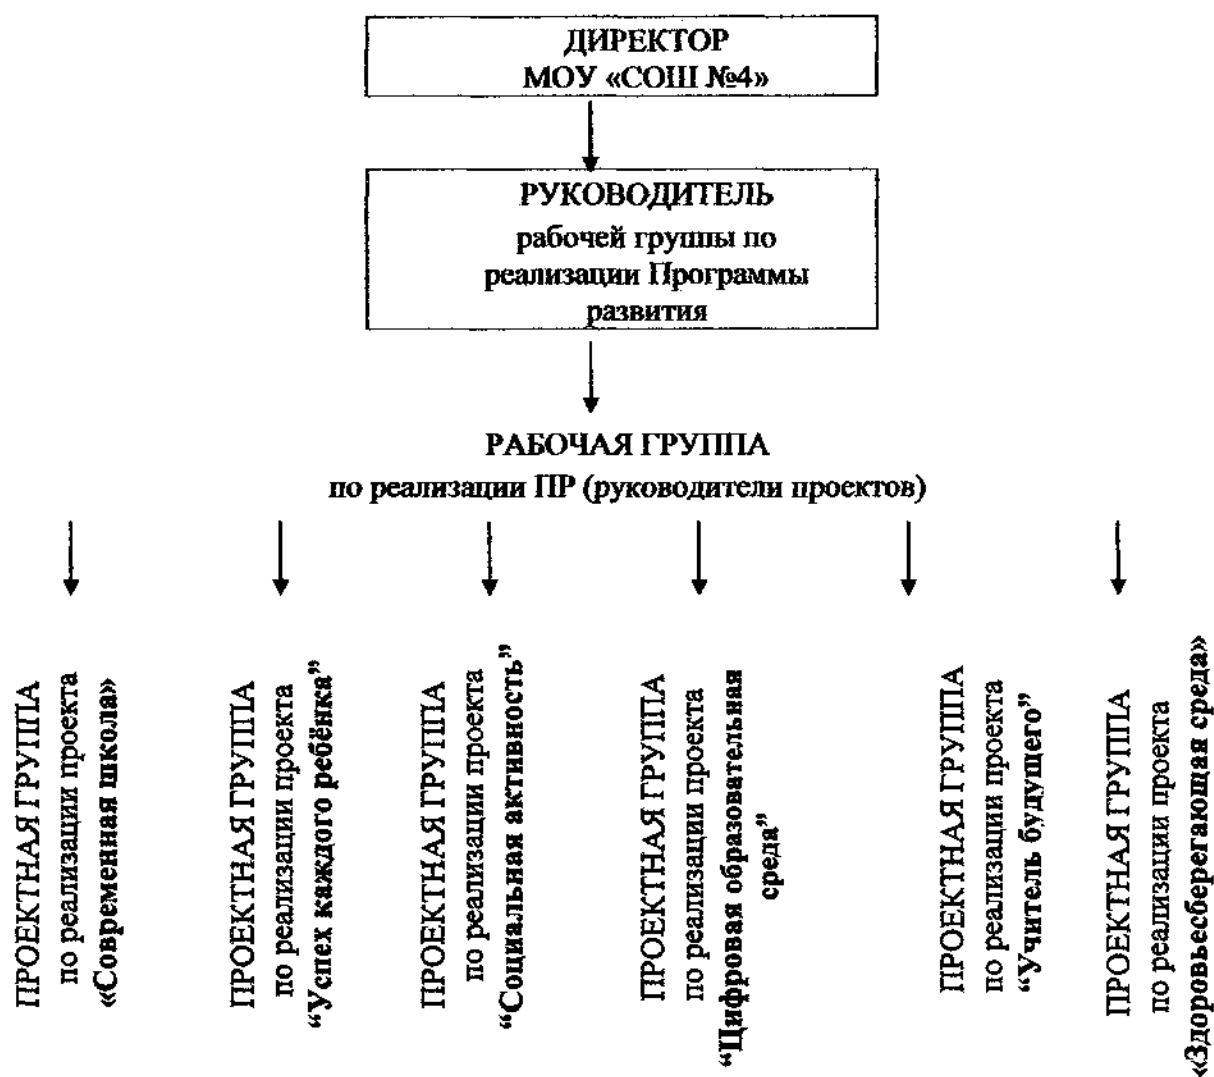 ДИРЕКТОР
МОУ «СОШ №4»
РУКОВОДИТЕЛЬ
рабочей группы по
реализации Программы
развития
РАБОЧАЯ ГРУППА
по реализации ПР (руководители проектов)
ПРОЕКТНАЯ ГРУППА
по реализации проекта
«Современная школа»
ПРОЕКТНАЯ ГРУППА
по реализации проекта
“Успех каждого ребёнка”
ПРОЕКТНАЯ ГРУППА
по реализации проекта
“Социальная активность”
ПРОЕКТНАЯ ГРУППА
по реализации проекта
“Цифровая образовательная
среда”
ПРОЕКТНАЯ ГРУППА
по реализации проекта
“Учитель будущего”
ПРОЕКТНАЯ ГРУППА
по реализации проекта
«Здоровьесберегающая среда»